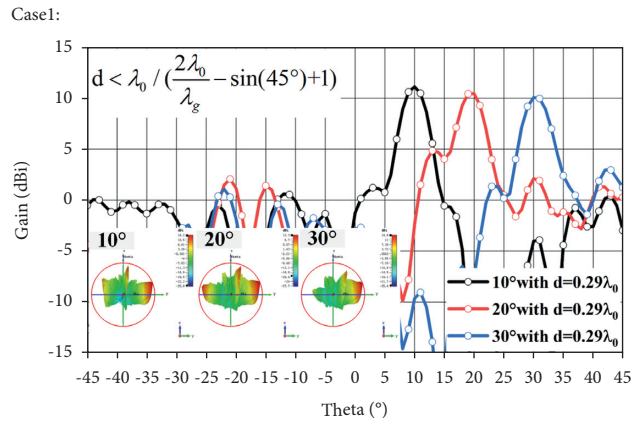 Case1:
d < λ₀ / (2λ₀/λg − sin(45°)+1)
15
10
5
0
-5
-10
-15
Gain (dBi)
10°
20°
30°
Theta
Theta
Y
Y
Y
10°with d=0.29λ₀
20°with d=0.29λ₀
30°with d=0.29λ₀
-45 -40 -35 -30 -25 -20 -15 -10 -5 0 5 10 15 20 25 30 35 40 45
Theta (°)